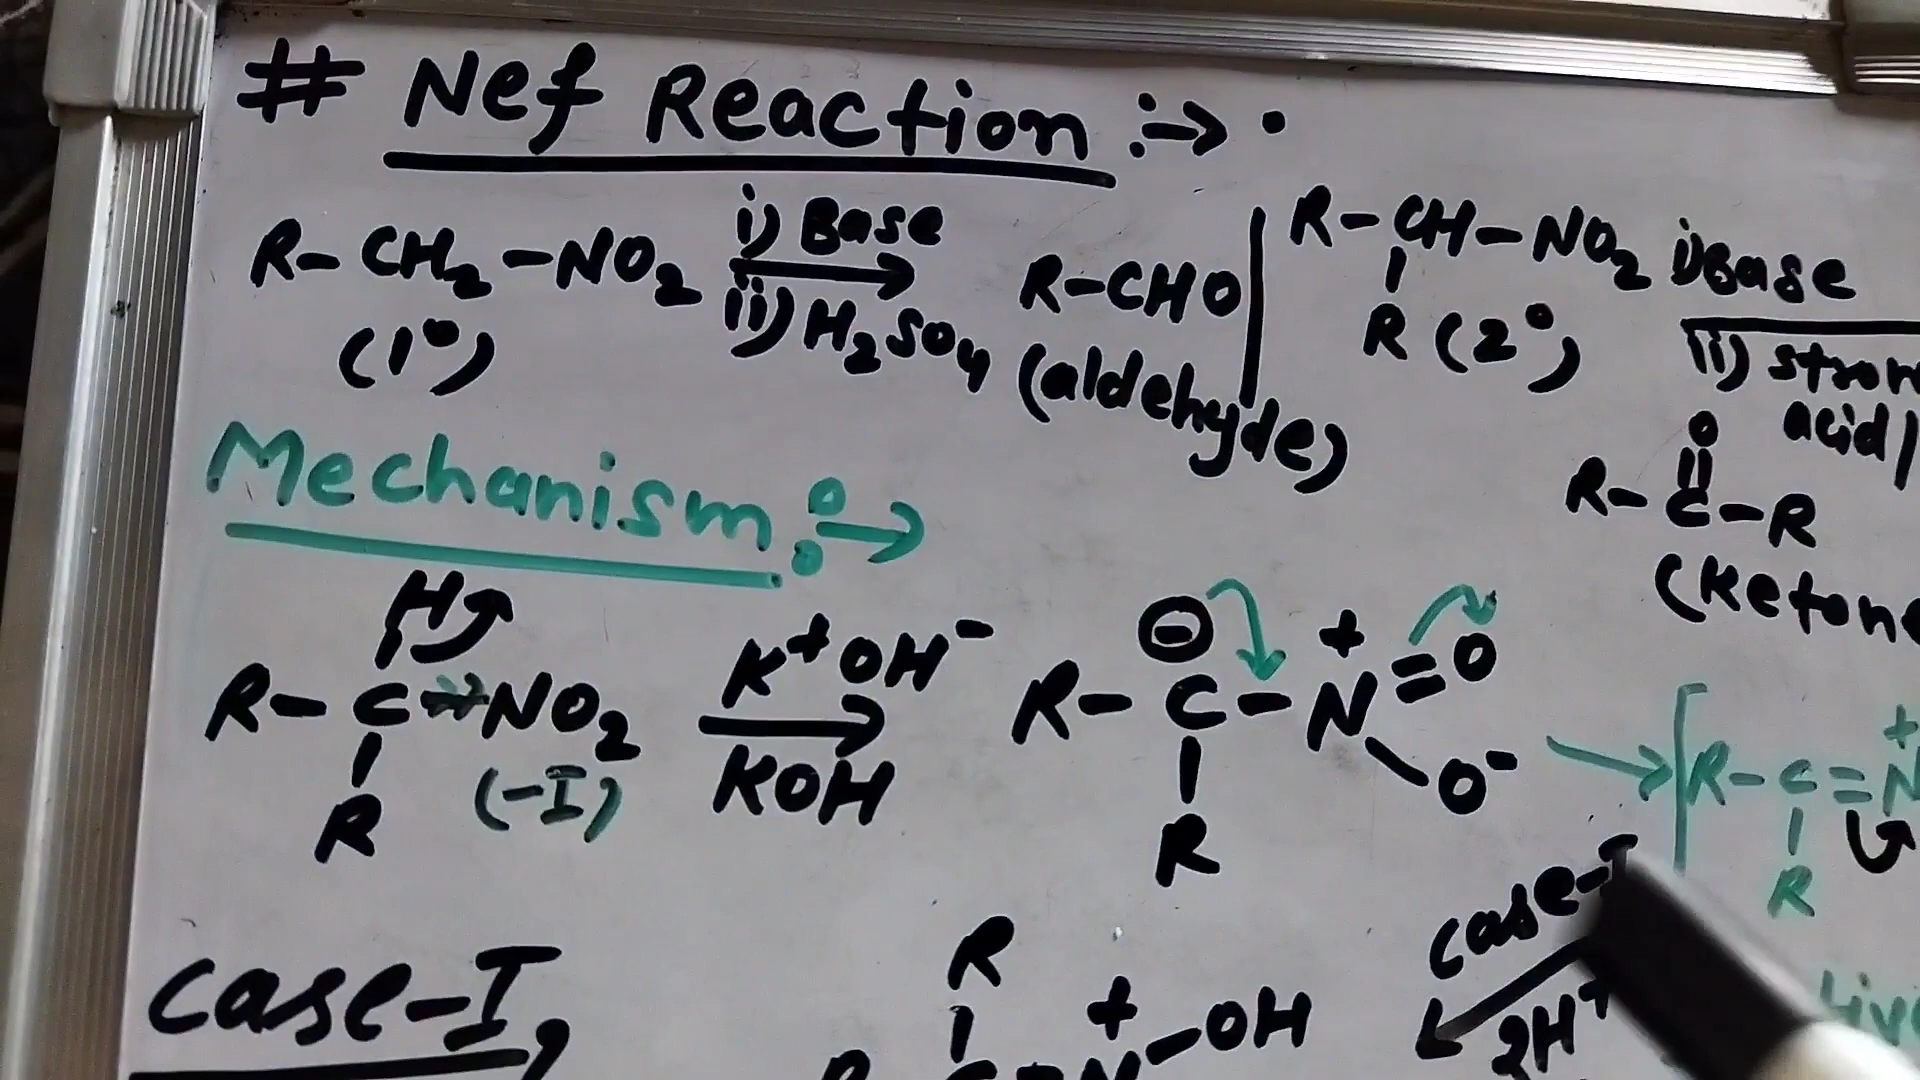 # Nef Reaction :→ •
R-CH2-NO2 i) Base ii) H2SO4 → R-CHO
(1°) (aldehyde)
R-CH-NO2 i) Base
R (2°) ii)
acid
O
R-C-R
(Ketone
Mechanism :→
H
R-C-NO2 K+OH- → R-C-N=O
(-I) KOH
R
⊖ +
O-
R
→ [R-C=N
+
R
Case-I
2H+
Case-I,
R
+
-OH